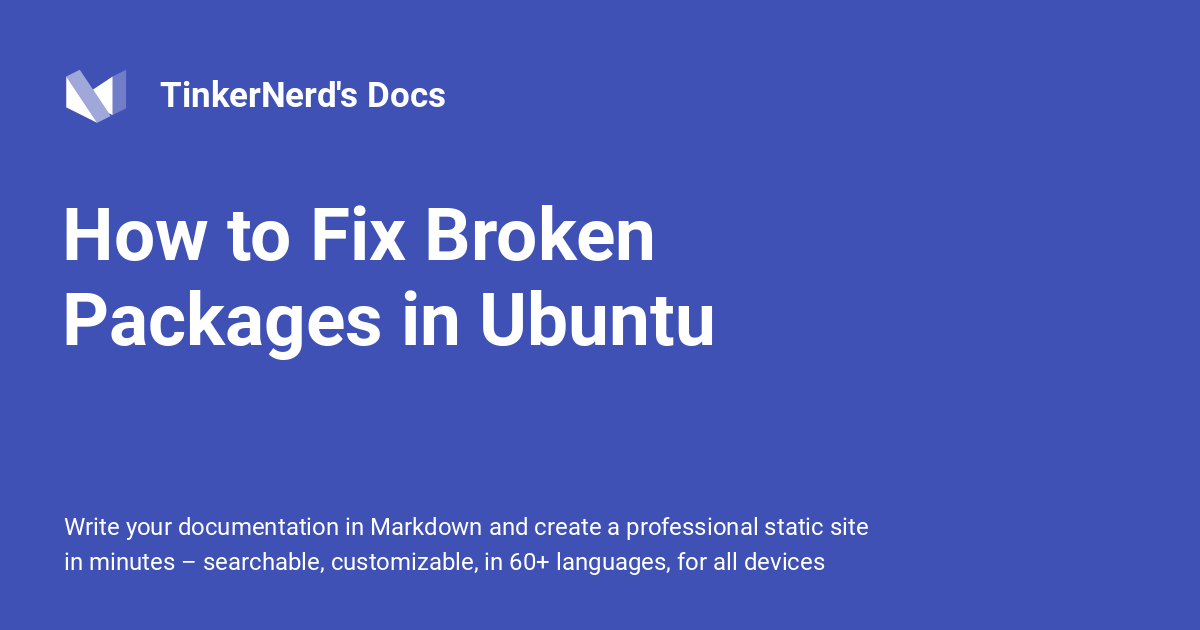 TinkerNerd's Docs
How to Fix Broken
Packages in Ubuntu
Write your documentation in Markdown and create a professional static site
in minutes – searchable, customizable, in 60+ languages, for all devices